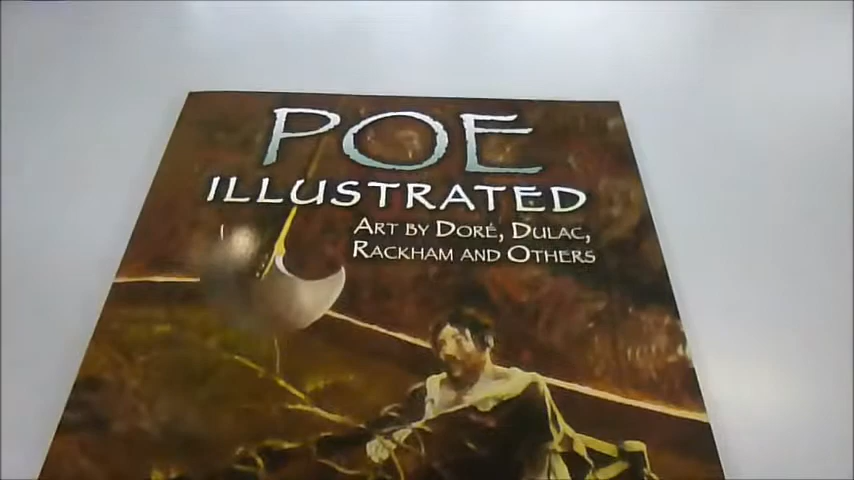 POE
ILLUSTRATED
ART BY DORÉ, DULAC,
RACKHAM AND OTHERS